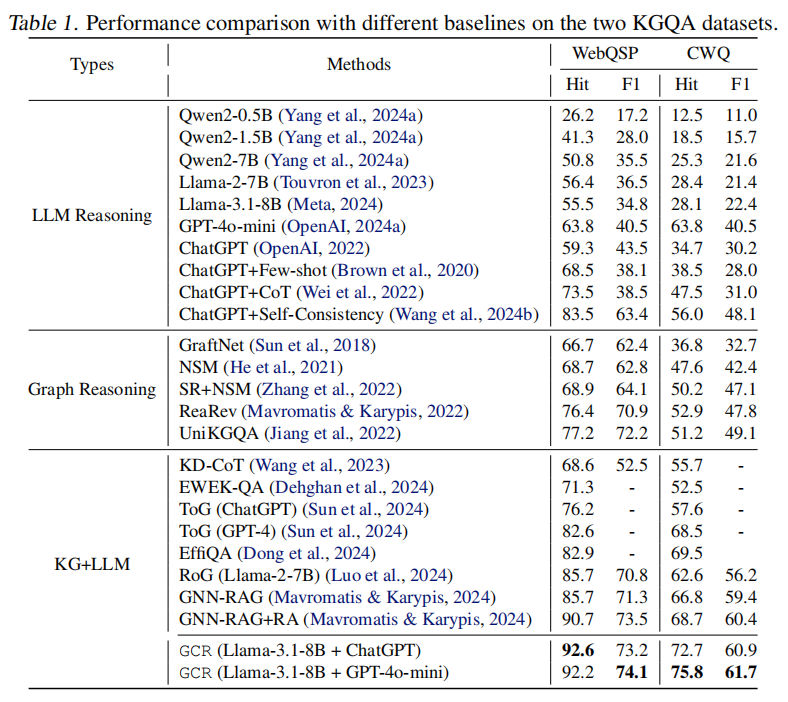 Table 1. Performance comparison with different baselines on the two KGQA datasets.
Types Methods WebQSP CWQ
Hit F1 Hit F1
LLM Reasoning
Qwen2-0.5B (Yang et al., 2024a) 26.2 17.2 12.5 11.0
Qwen2-1.5B (Yang et al., 2024a) 41.3 28.0 18.5 15.7
Qwen2-7B (Yang et al., 2024a) 50.8 35.5 25.3 21.6
Llama-2-7B (Touvron et al., 2023) 56.4 36.5 28.4 21.4
Llama-3.1-8B (Meta, 2024) 55.5 34.8 28.1 22.4
GPT-4o-mini (OpenAI, 2024a) 63.8 40.5 63.8 40.5
ChatGPT (OpenAI, 2022) 59.3 43.5 34.7 30.2
ChatGPT+Few-shot (Brown et al., 2020) 68.5 38.1 38.5 28.0
ChatGPT+CoT (Wei et al., 2022) 73.5 38.5 47.5 31.0
ChatGPT+Self-Consistency (Wang et al., 2024b) 83.5 63.4 56.0 48.1
Graph Reasoning
GraftNet (Sun et al., 2018) 66.7 62.4 36.8 32.7
NSM (He et al., 2021) 68.7 62.8 47.6 42.4
SR+NSM (Zhang et al., 2022) 68.9 64.1 50.2 47.1
ReaRev (Mavromatis & Karypis, 2022) 76.4 70.9 52.9 47.8
UniKGQA (Jiang et al., 2022) 77.2 72.2 51.2 49.1
KG+LLM
KD-CoT (Wang et al., 2023) 68.6 52.5 55.7 -
EWEK-QA (Dehghan et al., 2024) 71.3 - 52.5 -
ToG (ChatGPT) (Sun et al., 2024) 76.2 - 57.6 -
ToG (GPT-4) (Sun et al., 2024) 82.6 - 68.5 -
EffiQA (Dong et al., 2024) 82.9 - 69.5
RoG (Llama-2-7B) (Luo et al., 2024) 85.7 70.8 62.6 56.2
GNN-RAG (Mavromatis & Karypis, 2024) 85.7 71.3 66.8 59.4
GNN-RAG+RA (Mavromatis & Karypis, 2024) 90.7 73.5 68.7 60.4
GCR (Llama-3.1-8B + ChatGPT) 92.6 73.2 72.7 60.9
GCR (Llama-3.1-8B + GPT-4o-mini) 92.2 74.1 75.8 61.7